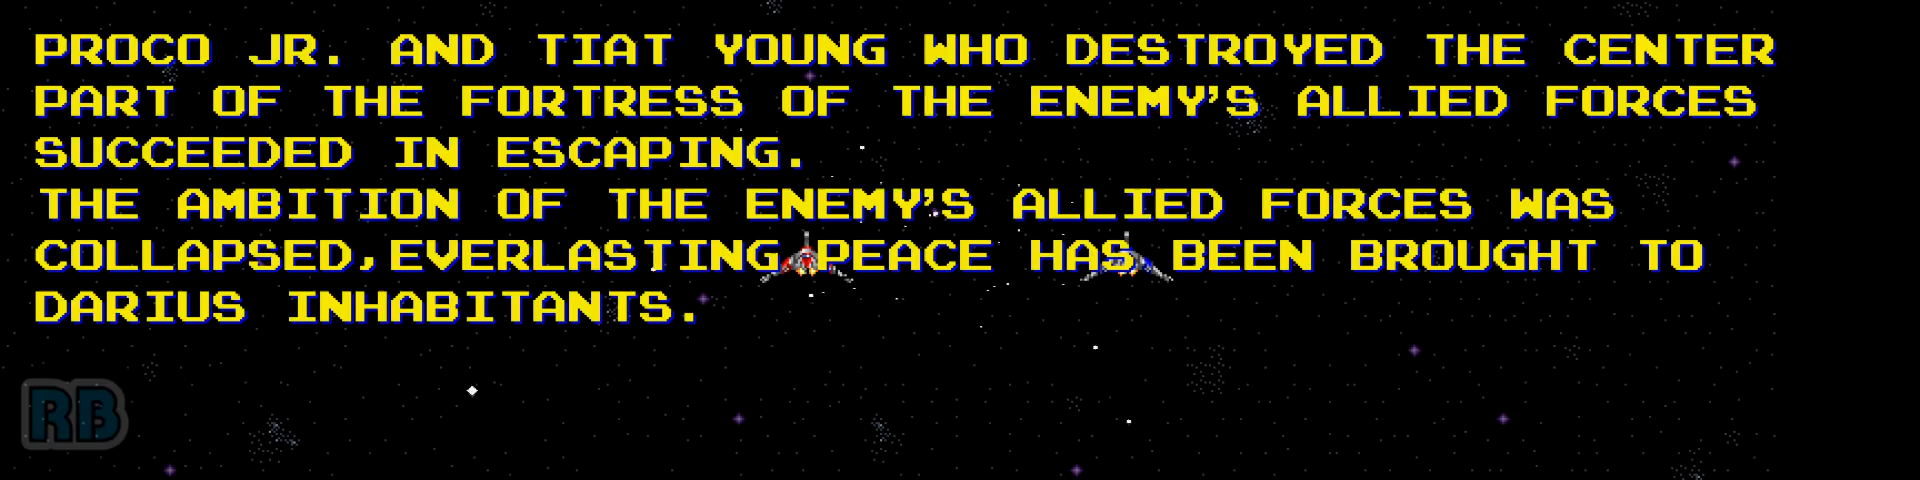 PROCO JR. AND TIAT YOUNG WHO DESTROYED THE CENTER
PART OF THE FORTRESS OF THE ENEMY'S ALLIED FORCES
SUCCEEDED IN ESCAPING.
THE AMBITION OF THE ENEMY'S ALLIED FORCES WAS
COLLAPSED,EVERLASTING PEACE HAS BEEN BROUGHT TO
DARIUS INHABITANTS.
RB